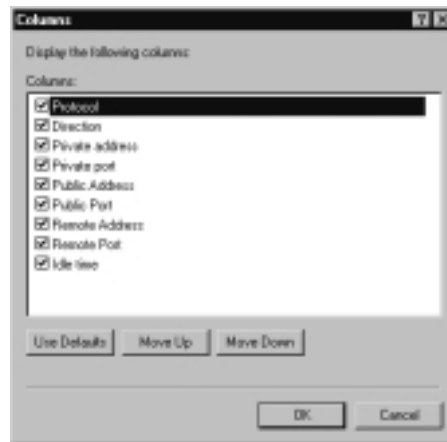 Columns
Display the following columns:
Columns:
Protocol
Direction
Private address
Private port
Public Address
Public Port
Remote Address
Remote Port
Idle time
Use Defaults
Move Up
Move Down
OK
Cancel